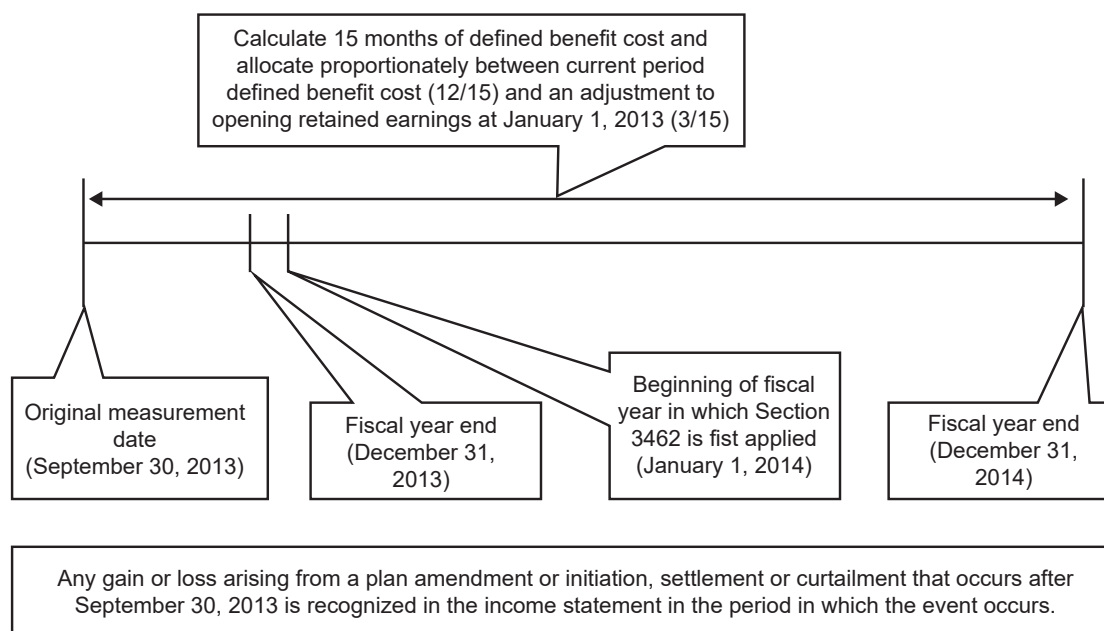 Calculate 15 months of defined benefit cost and
allocate proportionately between current period
defined benefit cost (12/15) and an adjustment to
opening retained earnings at January 1, 2013 (3/15)
Original measurement
date
(September 30, 2013)
Fiscal year end
(December 31,
2013)
Beginning of fiscal
year in which Section
3462 is fist applied
(January 1, 2014)
Fiscal year end
(December 31,
2014)
Any gain or loss arising from a plan amendment or initiation, settlement or curtailment that occurs after
September 30, 2013 is recognized in the income statement in the period in which the event occurs.